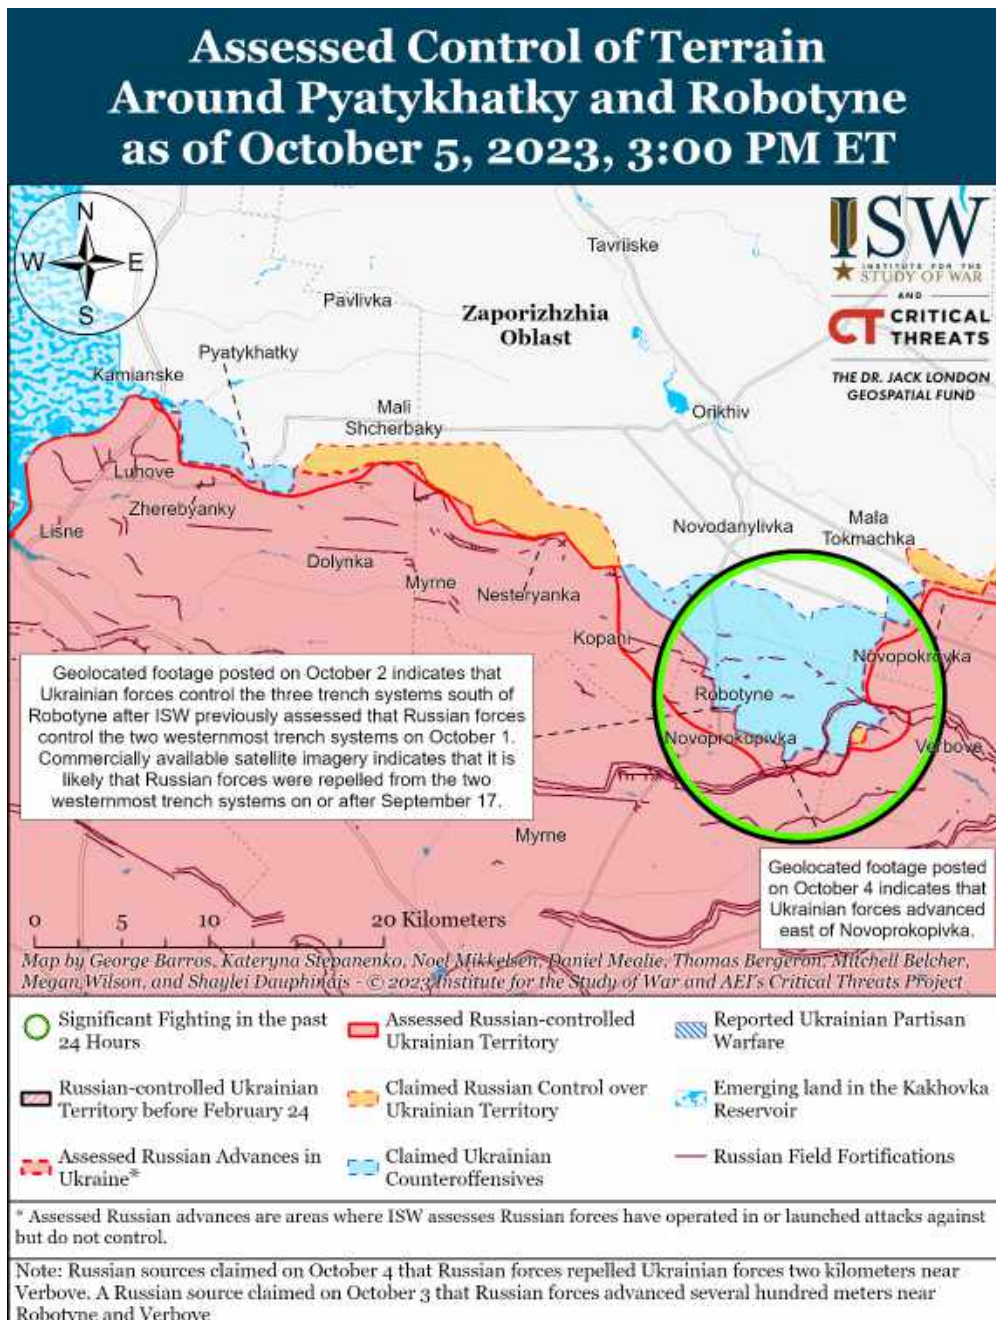 Assessed Control of Terrain
Around Pyatykhatky and Robotyne
as of October 5, 2023, 3:00 PM ET
N
W E
S
ISW
INSTITUTE FOR THE
STUDY OF WAR
AND
CT CRITICAL
THREATS
THE DR. JACK LONDON
GEOSPATIAL FUND
Tavriiske
Pavlivka
Zaporizhzhia
Oblast
Pyatykhatky
Kamianske
Mali
Shcherbaky
Orikhiv
Luhove
Zherebyanky
Lisne
Novodanylivka
Mala
Tokmachka
Dolynka
Myrne
Nesteryanka
Kopani
Novopokrovka
Robotyne
Novoprokopivka
Verbove
Geolocated footage posted on October 2 indicates that
Ukrainian forces control the three trench systems south of
Robotyne after ISW previously assessed that Russian forces
control the two westernmost trench systems on October 1.
Commercially available satellite imagery indicates that it is
likely that Russian forces were repelled from the two
westernmost trench systems on or after September 17.
Myrne
Geolocated footage posted
on October 4 indicates that
Ukrainian forces advanced
east of Novoprokopivka.
0 5 10 20 Kilometers
Map by George Barros, Kateryna Stepanenko, Noel Mikkelsen, Daniel Mealie, Thomas Bergeron, Mitchell Belcher,
Megan Wilson, and Shaylei Dauphinais - © 2023 Institute for the Study of War and AEI's Critical Threats Project
Significant Fighting in the past
24 Hours
Assessed Russian-controlled
Ukrainian Territory
Reported Ukrainian Partisan
Warfare
Russian-controlled Ukrainian
Territory before February 24
Claimed Russian Control over
Ukrainian Territory
Emerging land in the Kakhovka
Reservoir
Assessed Russian Advances in
Ukraine*
Claimed Ukrainian
Counteroffensives
Russian Field Fortifications
* Assessed Russian advances are areas where ISW assesses Russian forces have operated in or launched attacks against
but do not control.
Note: Russian sources claimed on October 4 that Russian forces repelled Ukrainian forces two kilometers near
Verbove. A Russian source claimed on October 3 that Russian forces advanced several hundred meters near
Robotyne and Verbove